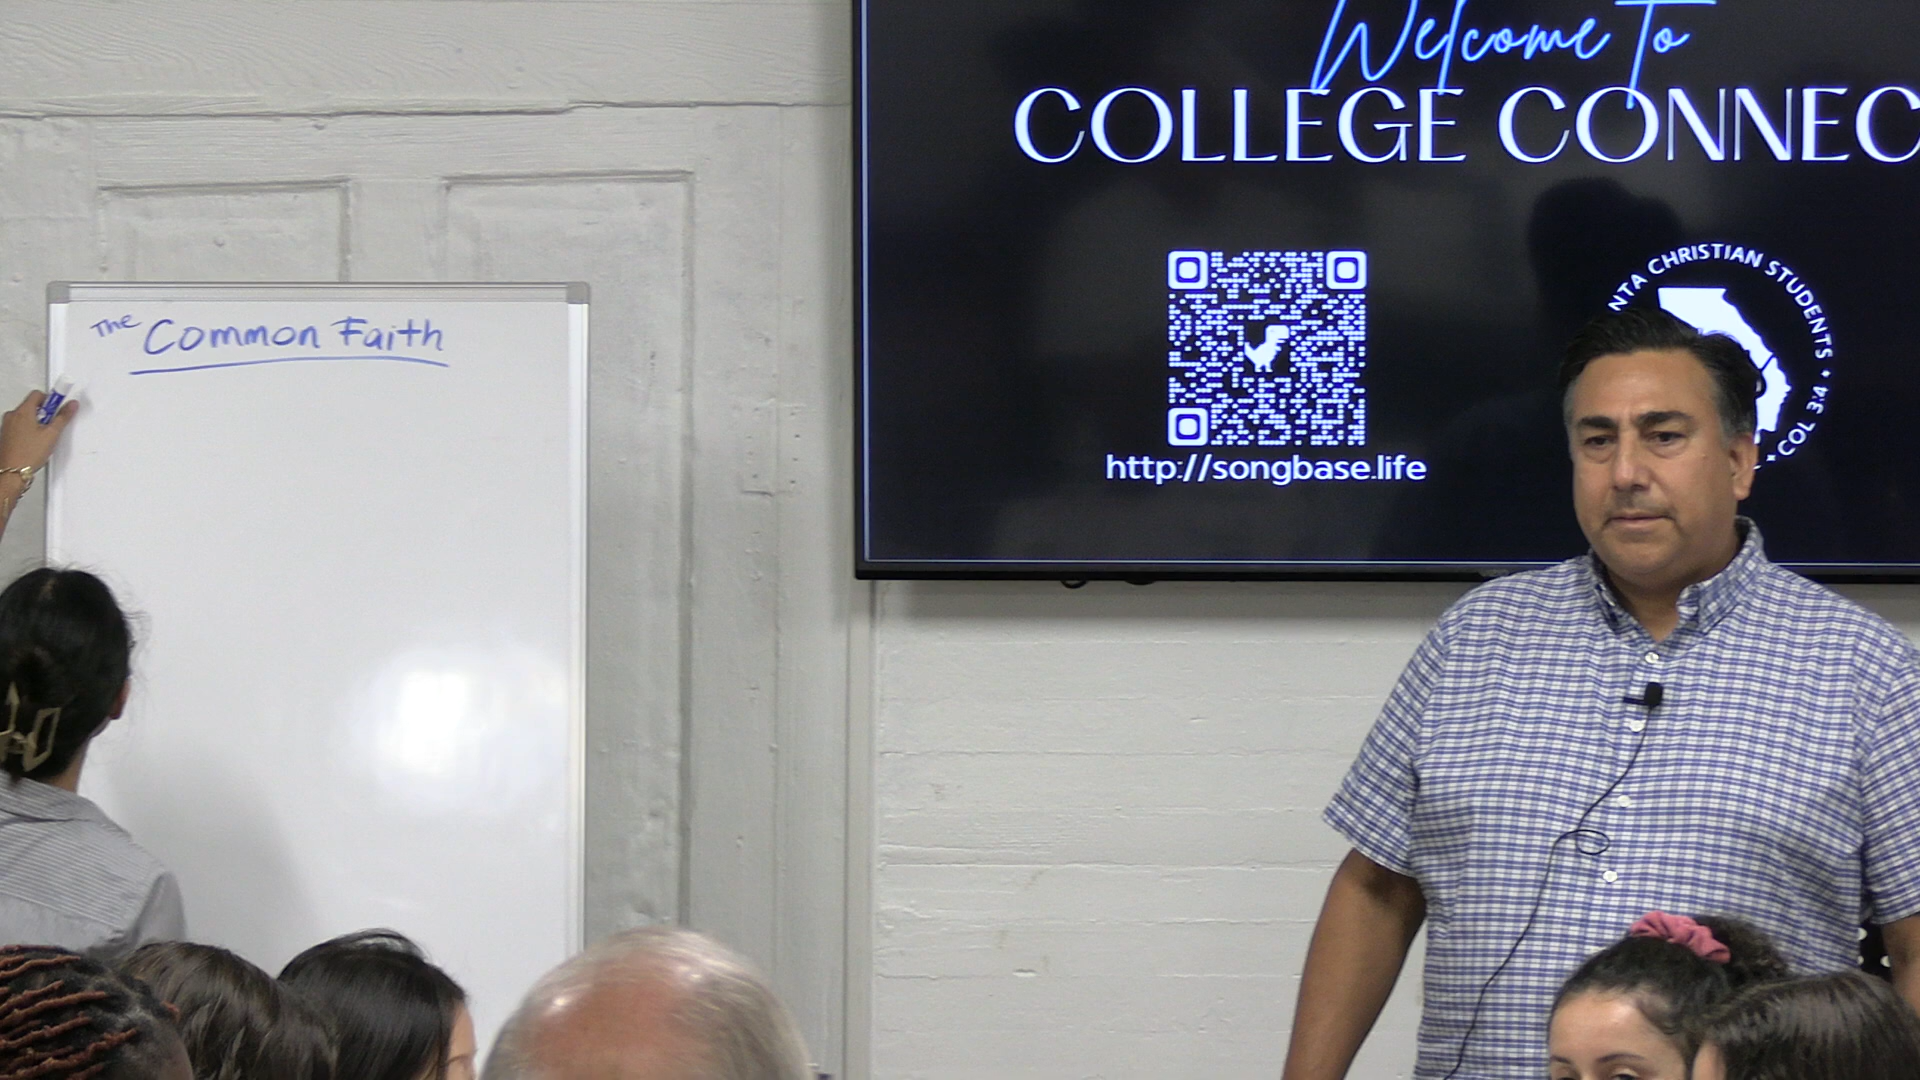 The Common Faith
Welcome To
COLLEGE CONNEC
NTA CHRISTIAN STUDENTS • COL 3:4 •
http://songbase.life